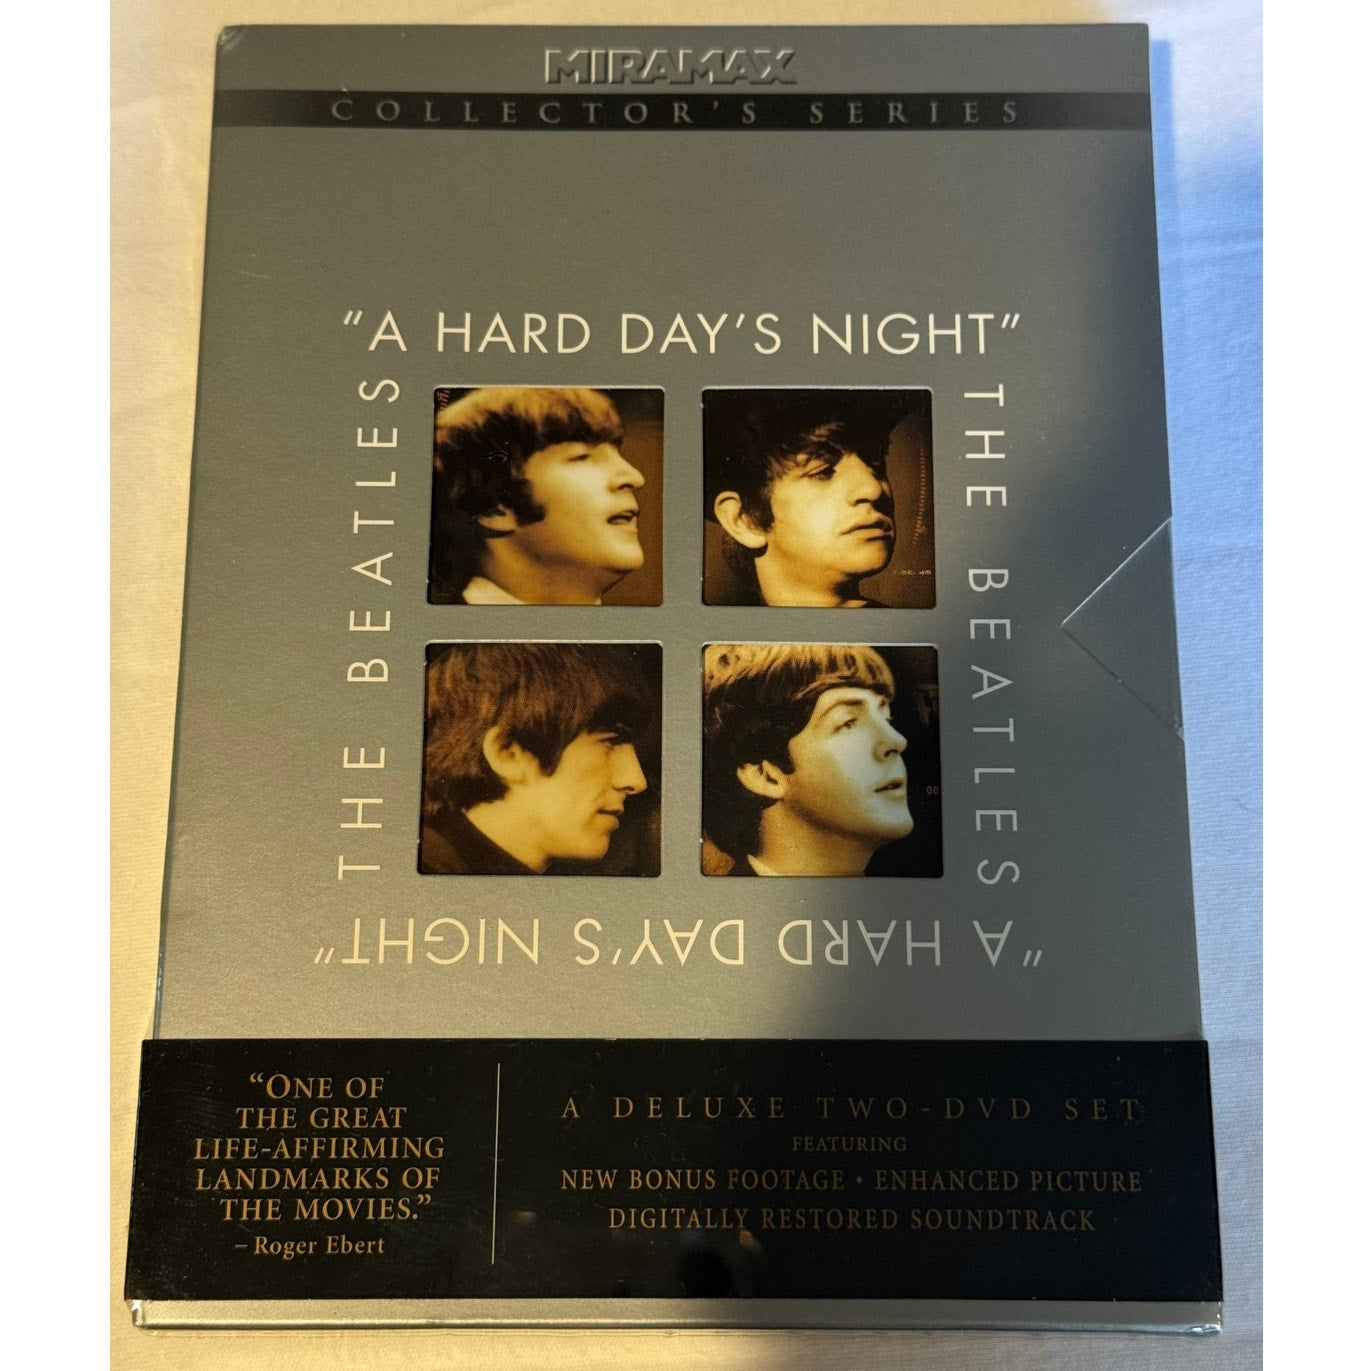 MIRAMAX
COLLECTOR'S SERIES
"A HARD DAY'S NIGHT"
THE BEATLES
"A HARD DAY'S NIGHT"
THE BEATLES
"ONE OF
THE GREAT
LIFE-AFFIRMING
LANDMARKS OF
THE MOVIES."
– Roger Ebert
A DELUXE TWO-DVD SET
FEATURING
NEW BONUS FOOTAGE • ENHANCED PICTURE
DIGITALLY RESTORED SOUNDTRACK